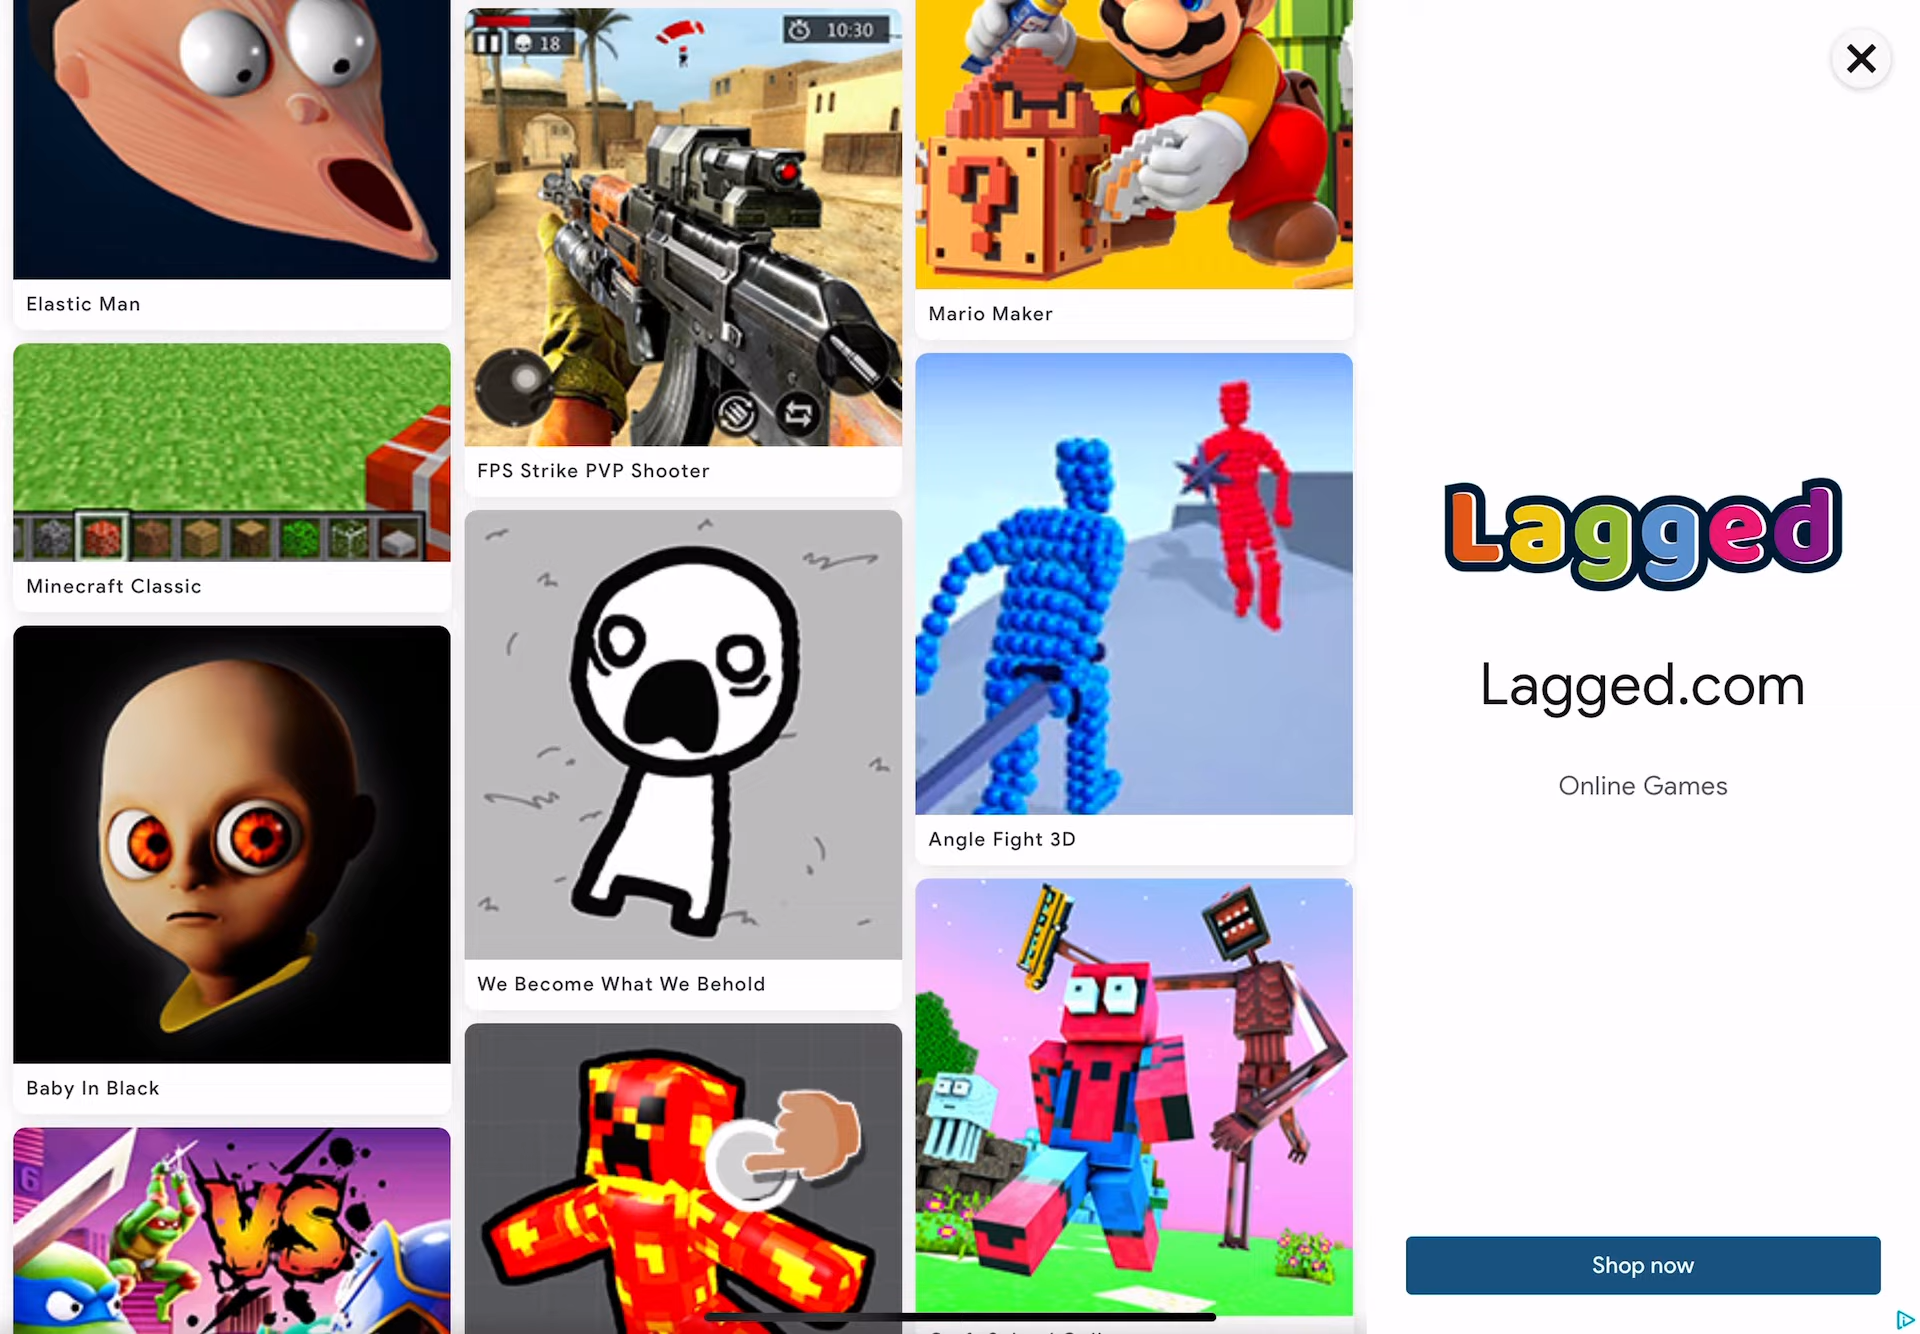 Elastic Man
Minecraft Classic
Baby In Black
VS
6
18
10:30
FPS Strike PVP Shooter
We Become What We Behold
?
Mario Maker
Angle Fight 3D
Lagged
Lagged.com
Online Games
Shop now